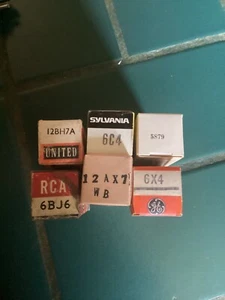 12BH7A
UNITED
SYLVANIA
6C4
5879
RCA
6BJ6
12AX7
WB
6X4
GE